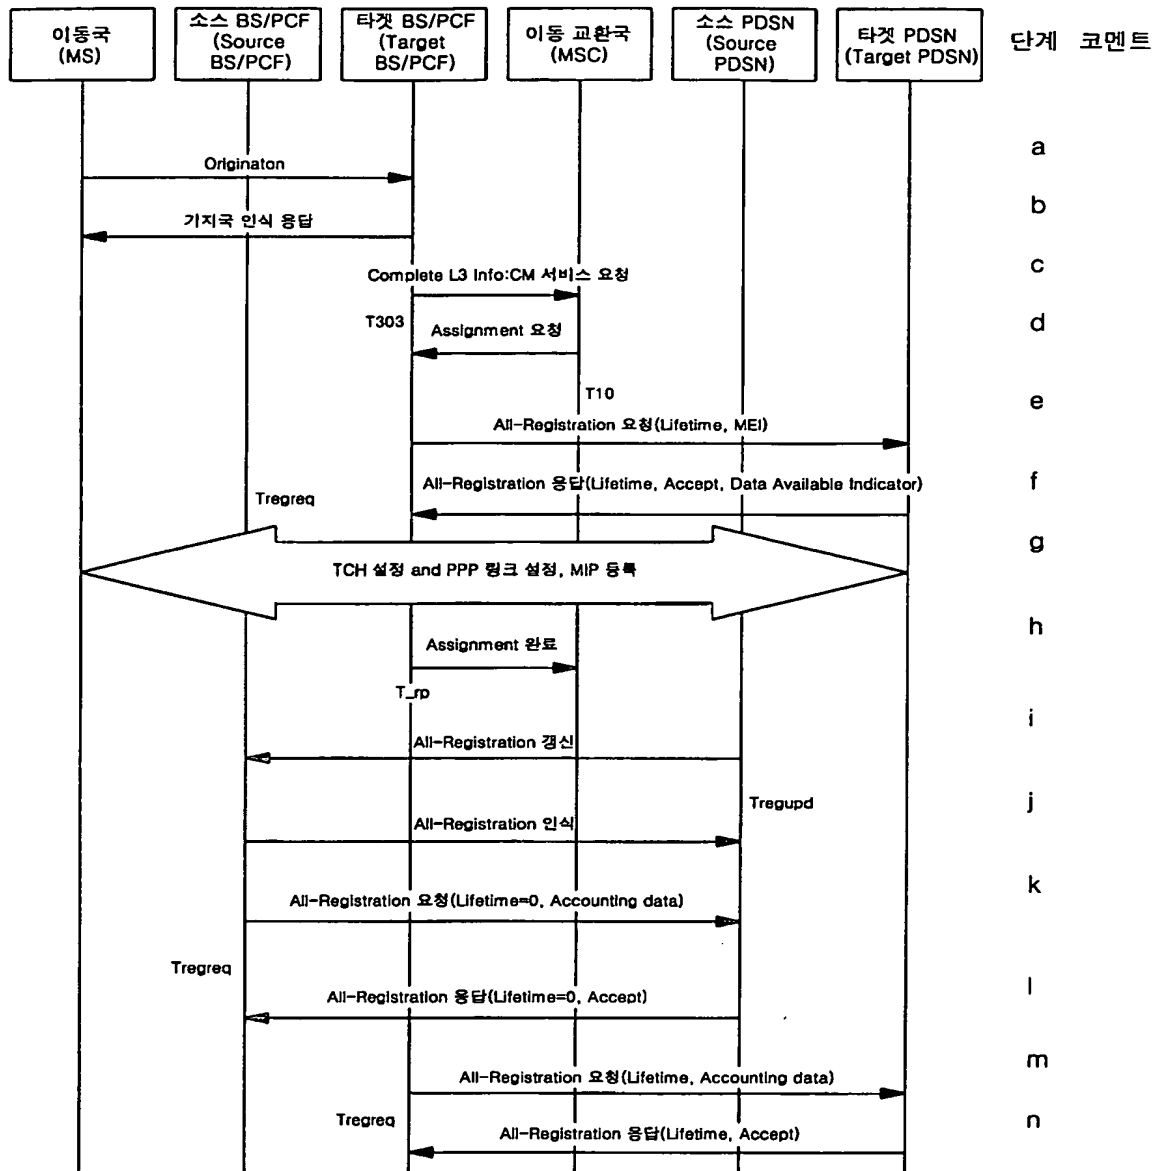 이동국
(MS)
소스 BS/PCF
(Source
BS/PCF)
타겟 BS/PCF
(Target
BS/PCF)
이동 교환국
(MSC)
소스 PDSN
(Source
PDSN)
타겟 PDSN
(Target PDSN)
단계 코멘트
a
Originaton
b
기지국 인식 응답
c
Complete L3 Info:CM 서비스 요청
d
T303
Assignment 요청
T10
e
All-Registration 요청(Lifetime, MEI)
f
All-Registration 응답(Lifetime, Accept, Data Available Indicator)
Tregreq
g
TCH 설정 and PPP 링크 설정, MIP 등록
h
Assignment 완료
T_rp
i
All-Registration 갱신
Tregupd
j
All-Registration 인식
k
All-Registration 요청(Lifetime=0, Accounting data)
Tregreq
l
All-Registration 응답(Lifetime=0, Accept)
m
All-Registration 요청(Lifetime, Accounting data)
Tregreq
n
All-Registration 응답(Lifetime, Accept)